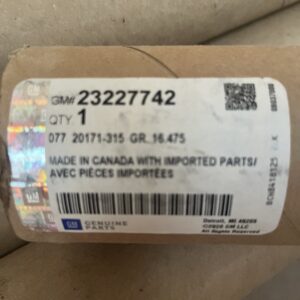 GM# 23227742
QTY 1
077 20171-315 GR 16.475
MADE IN CANADA WITH IMPORTED PARTS/
AVEC PIÈCES IMPORTÉES
GM
GENUINE
PARTS
Detroit, MI 48265
©2020 GM LLC
All Rights Reserved